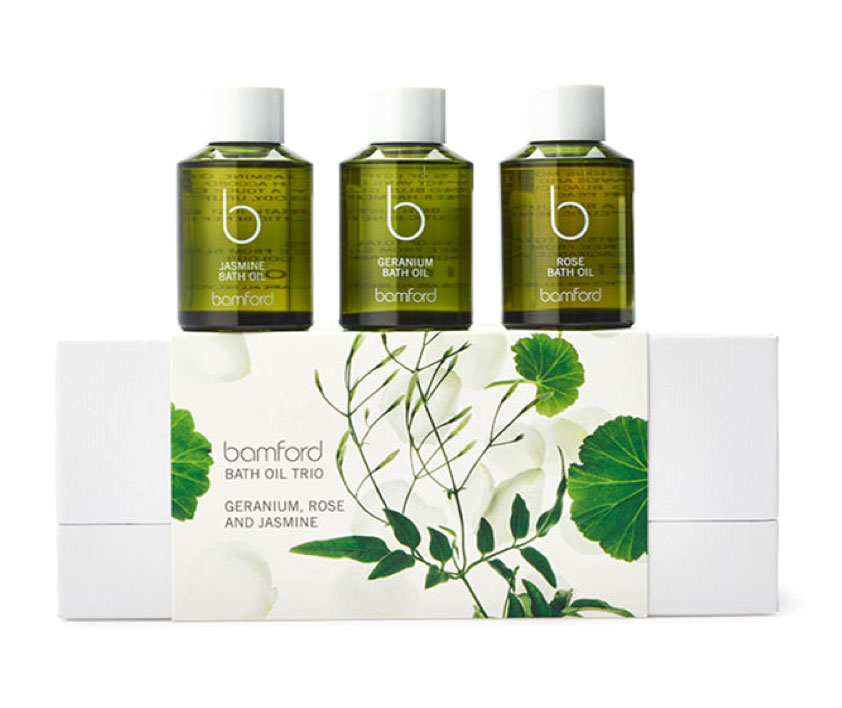 b
JASMINE
BATH OIL
bamford
b
GERANIUM
BATH OIL
bamford
b
ROSE
BATH OIL
bamford
bamford
BATH OIL TRIO
GERANIUM, ROSE
AND JASMINE